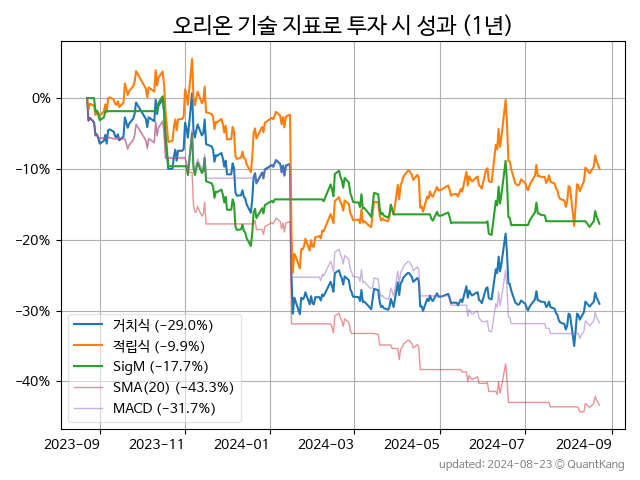 오리온 기술 지표로 투자 시 성과 (1년)
0%
−10%
−20%
−30%
−40%
거치식 (−29.0%)
적립식 (−9.9%)
SigM (−17.7%)
SMA(20) (−43.3%)
MACD (−31.7%)
2023−09 2023−11 2024−01 2024−03 2024−05 2024−07 2024−09
updated: 2024−08−23 © QuantKang